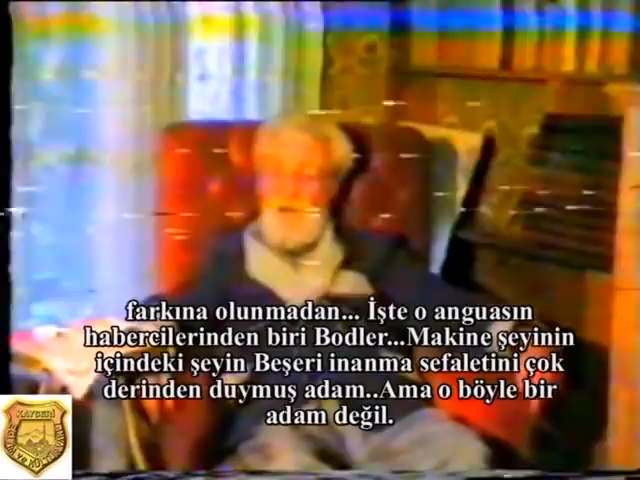 farkına olunmadan... İşte o anguasın
habercilerinden biri Bodler...Makine şeyinin
içindeki şeyin Beşeri inanma sefaletini çok
derinden duymuş adam..Ama o böyle bir
adam değil.
KAYSERİ